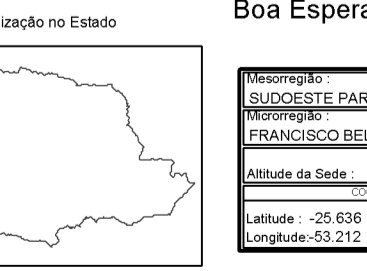 ização no Estado
Boa Espera
Mesorregião :
SUDOESTE PAR
Microrregião :
FRANCISCO BEL
Altitude da Sede :
COO
Latitude : -25.636
Longitude:-53.212